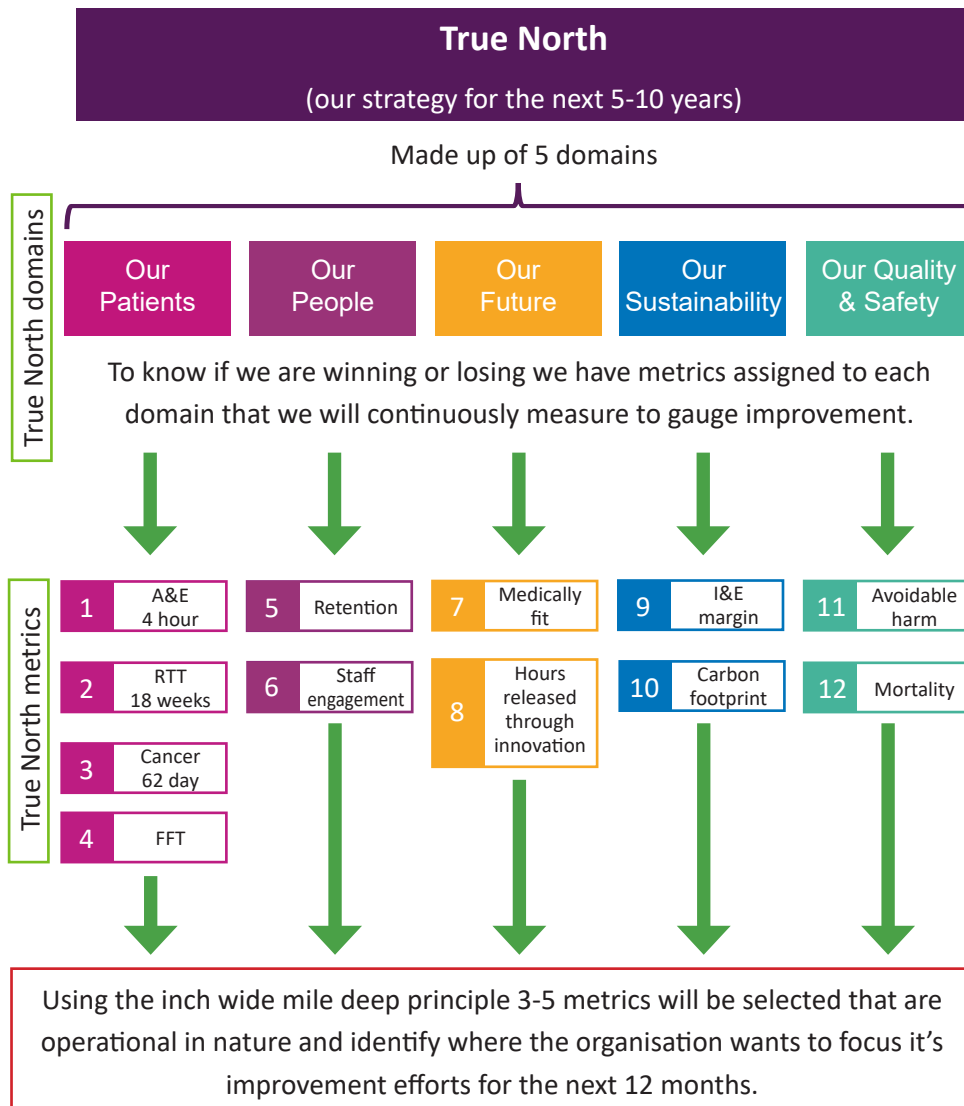 True North
(our strategy for the next 5-10 years)
Made up of 5 domains
True North domains
Our
Patients
Our
People
Our
Future
Our
Sustainability
Our Quality
& Safety
To know if we are winning or losing we have metrics assigned to each
domain that we will continuously measure to gauge improvement.
True North metrics
1
A&E
4 hour
2
RTT
18 weeks
3
Cancer
62 day
4
FFT
5
Retention
6
Staff
engagement
7
Medically
fit
8
Hours
released
through
innovation
9
I&E
margin
10
Carbon
footprint
11
Avoidable
harm
12
Mortality
Using the inch wide mile deep principle 3-5 metrics will be selected that are
operational in nature and identify where the organisation wants to focus it's
improvement efforts for the next 12 months.